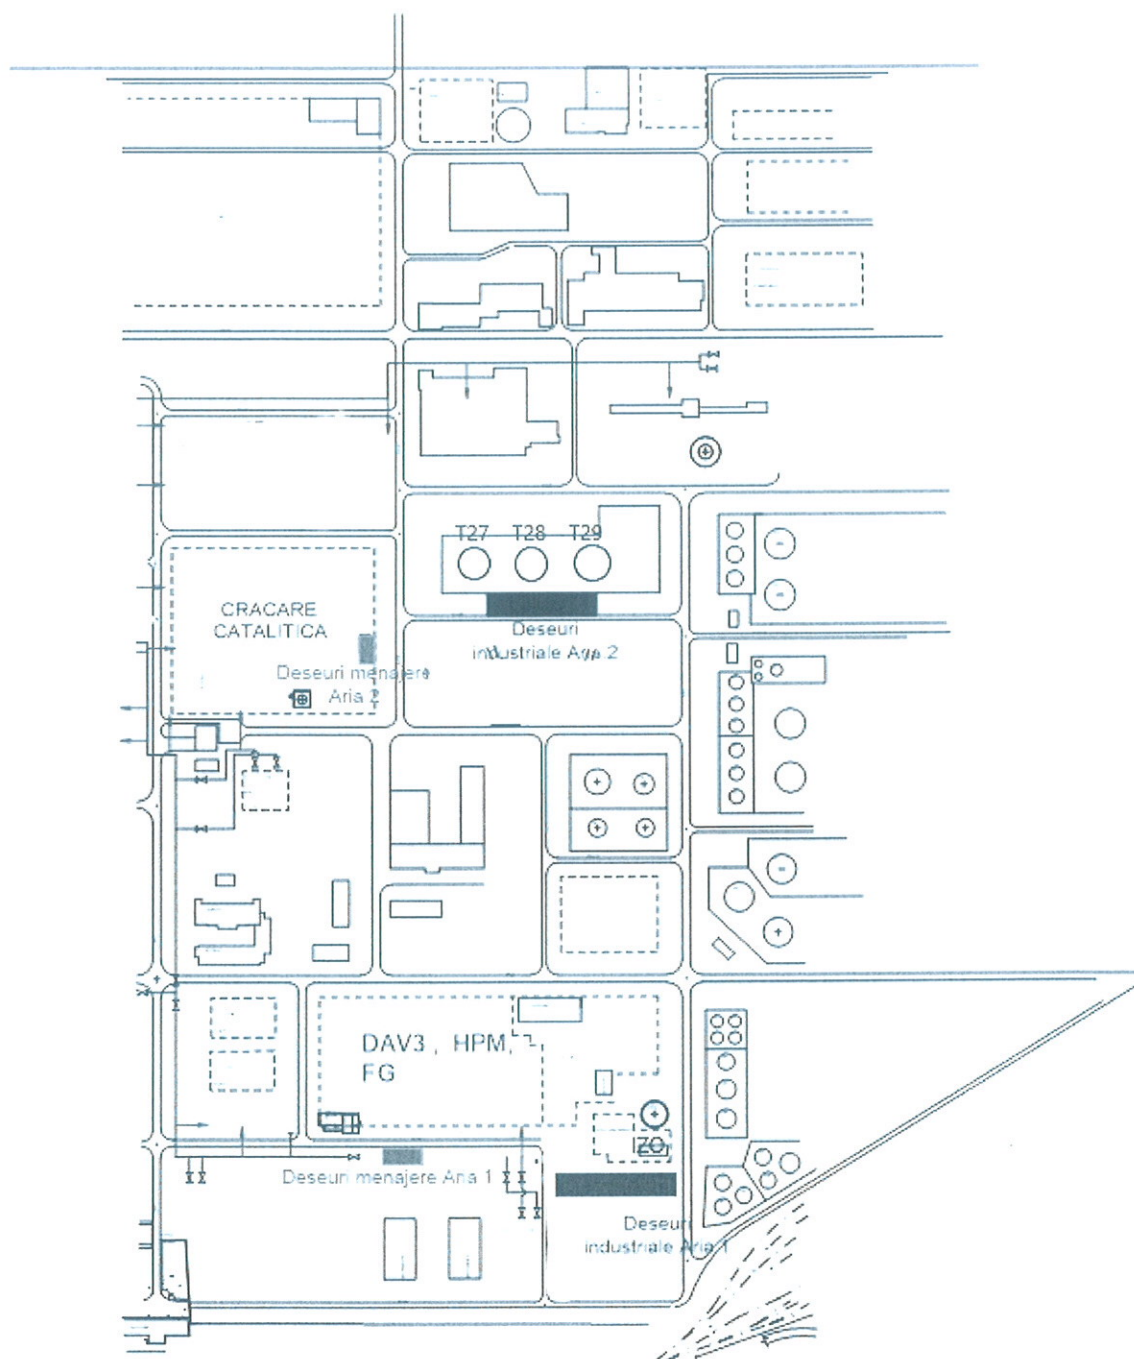 T27 T28 T29
CRACARE
CATALITICA
Deseuri
industriale Aria 2
Deseuri menajere
Aria 2
DAV3 , HPM,
FG
IZO
Deseuri menajere Aria 1
Deseuri
industriale Aria 1